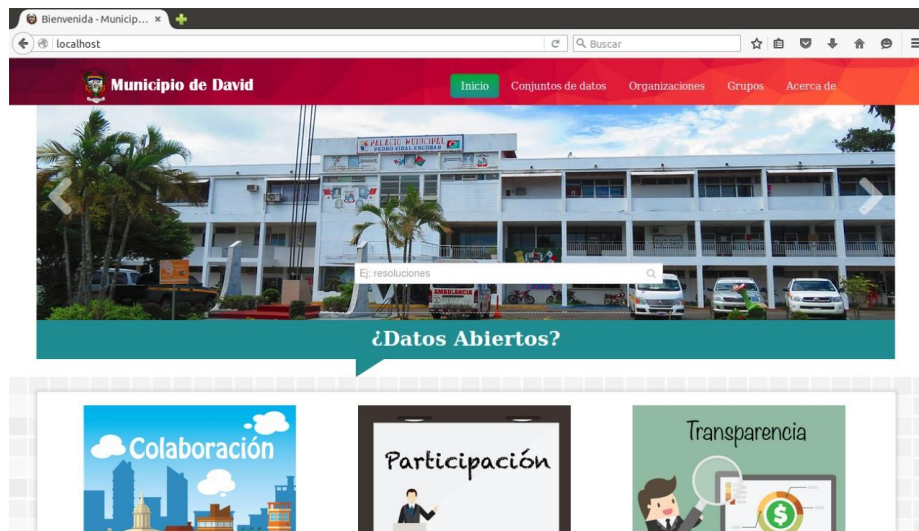 Bienvenida - Municip... ×
localhost
Buscar
Municipio de David
Inicio Conjuntos de datos Organizaciones Grupos Acerca de
PALACIO MUNICIPAL
PEDRO VIDAL ESCOBAR
Ej: resoluciones
AMBULANCIA
¿Datos Abiertos?
Colaboración
Participación
Transparencia